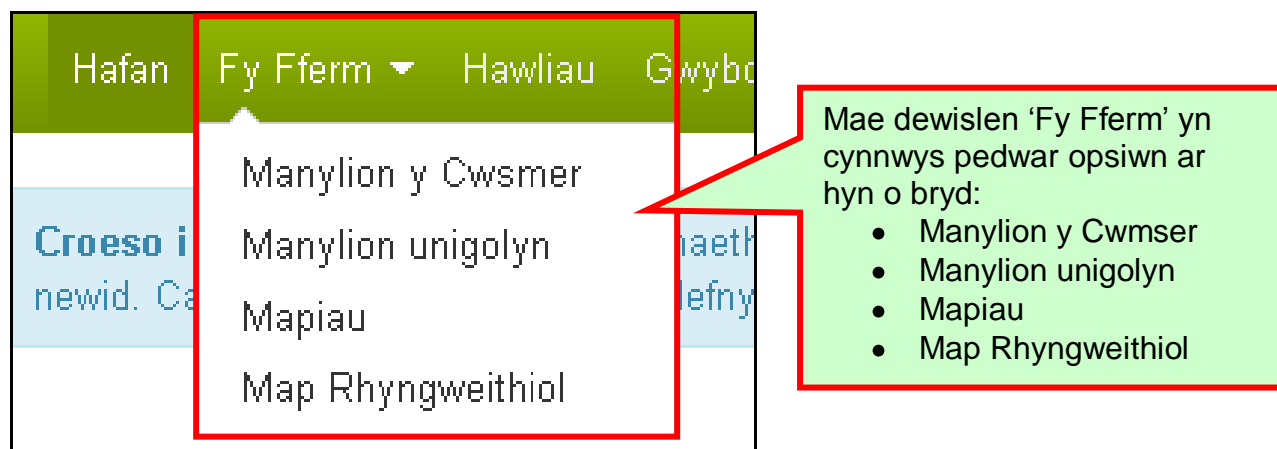 Hafan Fy Fferm Hawliau
Manylion y Cwsmer
Manylion unigolyn
Mapiau
Map Rhyngweithiol
Croeso i
newid.
Mae dewislen ‘Fy Fferm’ yn
cynnwys pedwar opsiwn ar
hyn o bryd:
• Manylion y Cwmser
• Manylion unigolyn
• Mapiau
• Map Rhyngweithiol